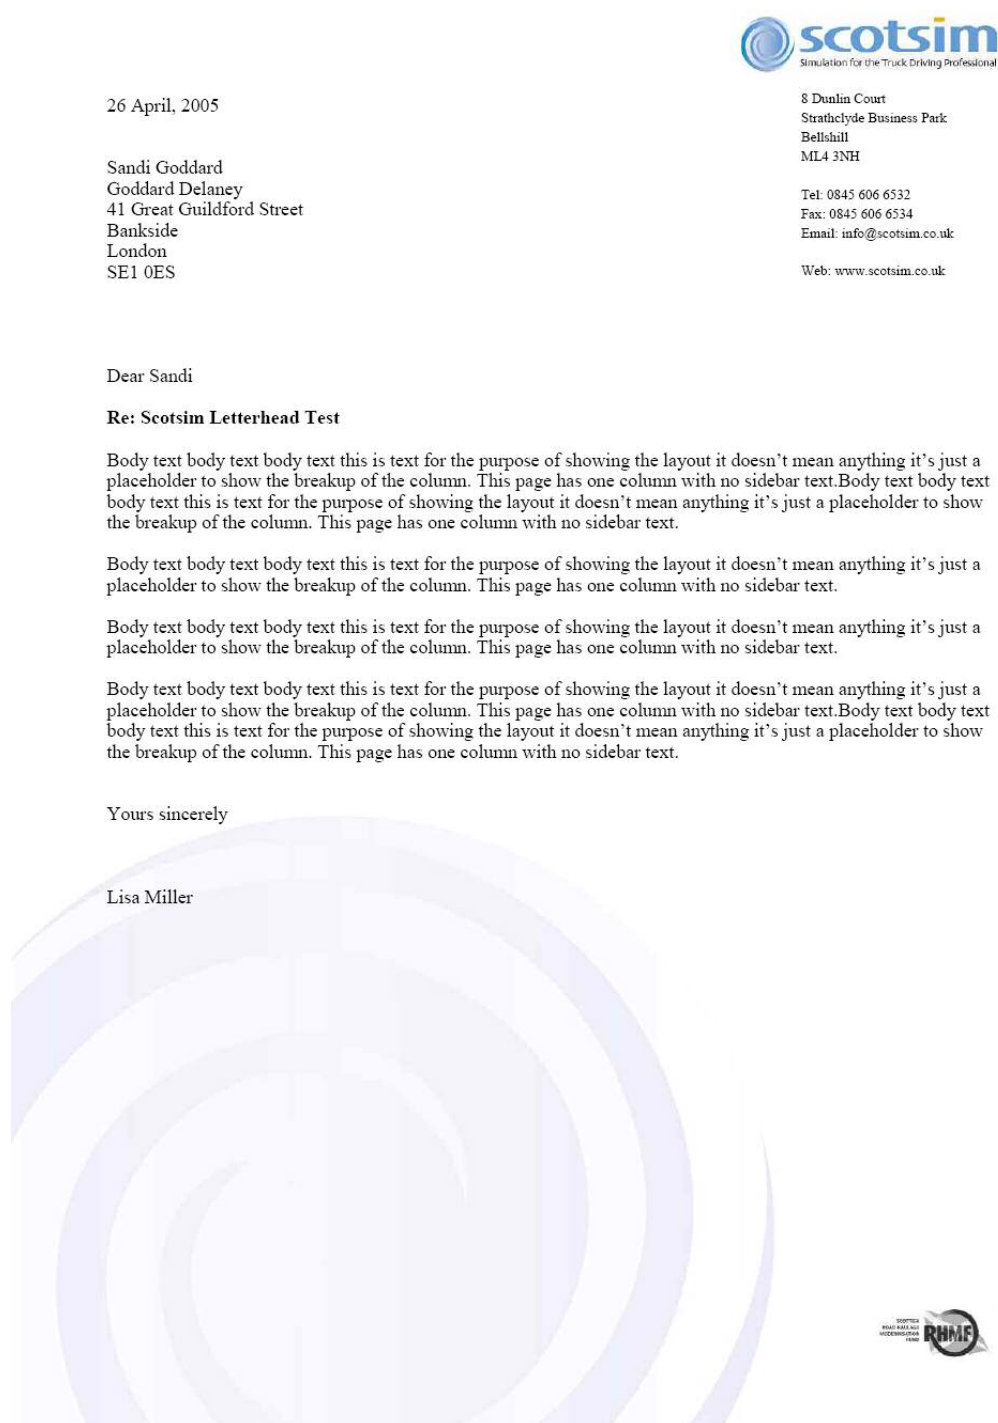 scotsim
Simulation for the Truck Driving Professional
8 Dunlin Court
Strathclyde Business Park
Bellshill
ML4 3NH
Tel: 0845 606 6532
Fax: 0845 606 6534
Email: info@scotsim.co.uk
Web: www.scotsim.co.uk
26 April, 2005
Sandi Goddard
Goddard Delaney
41 Great Guildford Street
Bankside
London
SE1 0ES
Dear Sandi
Re: Scotsim Letterhead Test
Body text body text body text this is text for the purpose of showing the layout it doesn’t mean anything it’s just a
placeholder to show the breakup of the column. This page has one column with no sidebar text.Body text body text
body text this is text for the purpose of showing the layout it doesn’t mean anything it’s just a placeholder to show
the breakup of the column. This page has one column with no sidebar text.
Body text body text body text this is text for the purpose of showing the layout it doesn’t mean anything it’s just a
placeholder to show the breakup of the column. This page has one column with no sidebar text.
Body text body text body text this is text for the purpose of showing the layout it doesn’t mean anything it’s just a
placeholder to show the breakup of the column. This page has one column with no sidebar text.
Body text body text body text this is text for the purpose of showing the layout it doesn’t mean anything it’s just a
placeholder to show the breakup of the column. This page has one column with no sidebar text.Body text body text
body text this is text for the purpose of showing the layout it doesn’t mean anything it’s just a placeholder to show
the breakup of the column. This page has one column with no sidebar text.
Yours sincerely
Lisa Miller
SCOTTISH
ROAD HAULAGE
MODERNISATION
FUND
RHMF